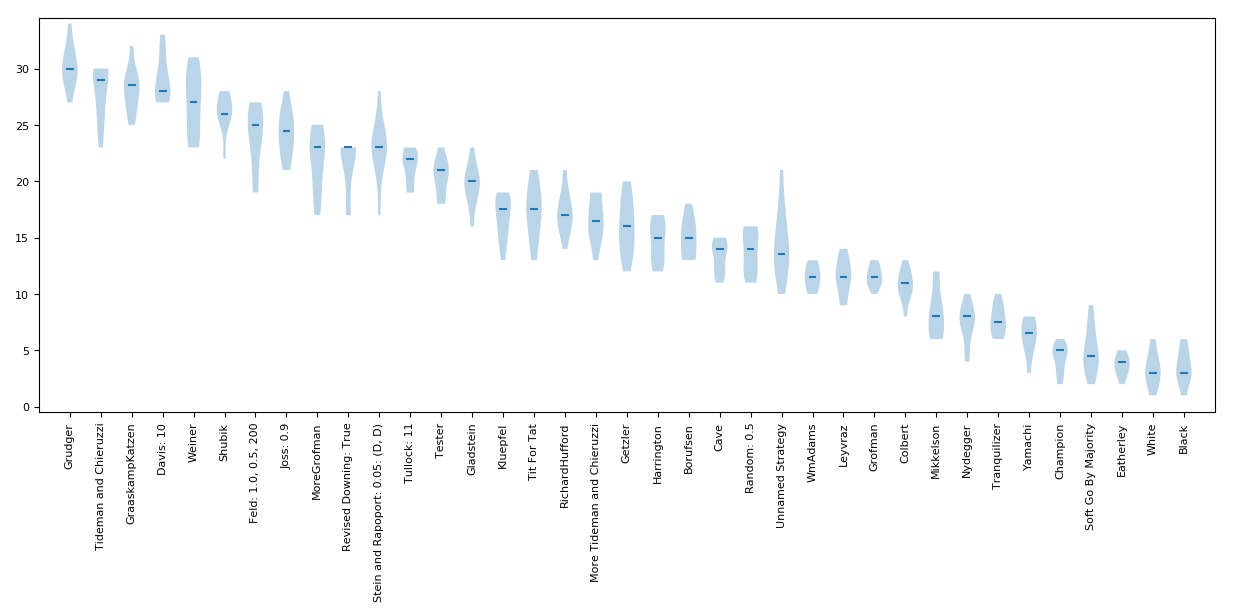 30
25
20
15
10
5
0
Grudger
Tideman and Chieruzzi
GraaskampKatzen
Davis: 10
Weiner
Shubik
Feld: 1.0, 0.5, 200
Joss: 0.9
MoreGrofman
Revised Downing: True
Stein and Rapoport: 0.05: (D, D)
Tullock: 11
Tester
Gladstein
Kluepfel
Tit For Tat
RichardHufford
More Tideman and Chieruzzi
Getzler
Harrington
Borufsen
Cave
Random: 0.5
Unnamed Strategy
WmAdams
Leyvraz
Grofman
Colbert
Mikkelson
Nydegger
Tranquilizer
Yamachi
Champion
Soft Go By Majority
Eatherley
White
Black